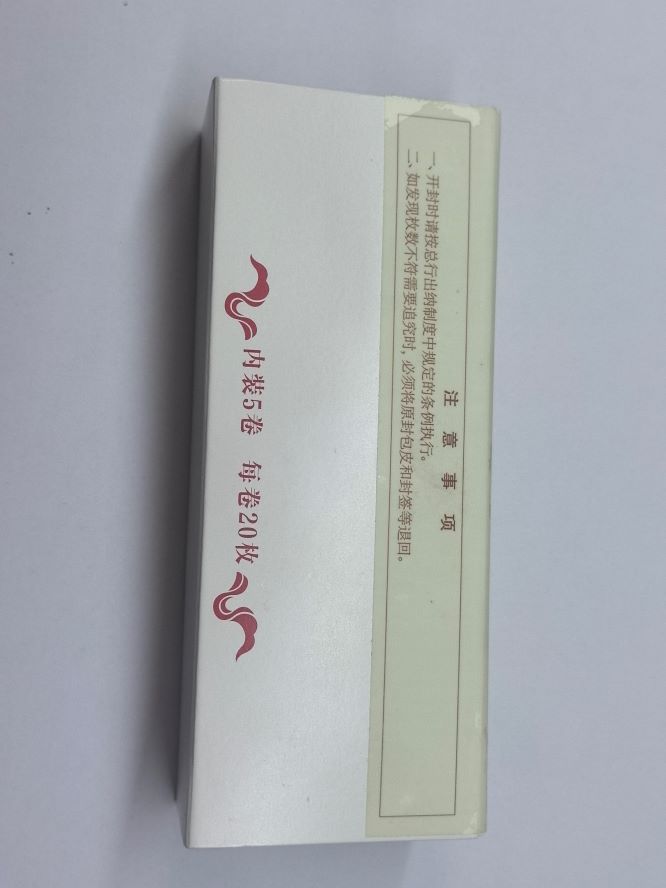 注意事项
一、开封时请按总行出纳制度中规定的条例执行。
二、如发现枚数不符需要追究时，必须将原封包皮和封签等退回。
内装5卷 每卷20枚